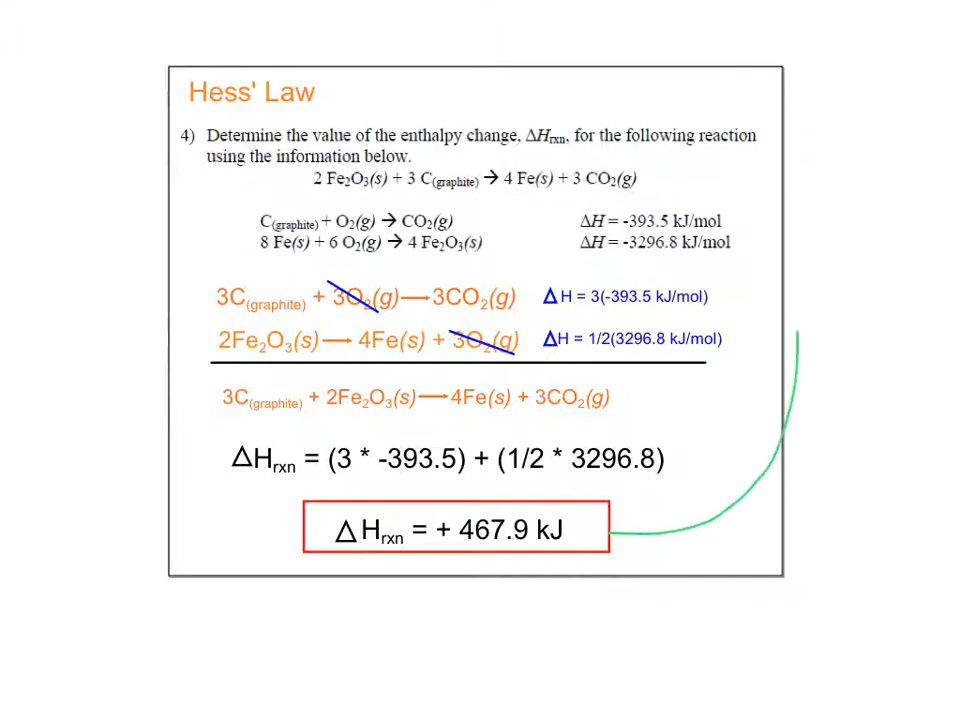 Hess' Law
4) Determine the value of the enthalpy change, ΔHrxn, for the following reaction
using the information below.
2 Fe₂O₃(s) + 3 C(graphite) → 4 Fe(s) + 3 CO₂(g)
C(graphite) + O₂(g) → CO₂(g) ΔH = -393.5 kJ/mol
8 Fe(s) + 6 O₂(g) → 4 Fe₂O₃(s) ΔH = -3296.8 kJ/mol
3C(graphite) + 3O₂(g) → 3CO₂(g) ΔH = 3(-393.5 kJ/mol)
2Fe₂O₃(s) → 4Fe(s) + 3O₂(g) ΔH = 1/2(3296.8 kJ/mol)
3C(graphite) + 2Fe₂O₃(s) → 4Fe(s) + 3CO₂(g)
ΔHrxn = (3 * -393.5) + (1/2 * 3296.8)
ΔHrxn = + 467.9 kJ